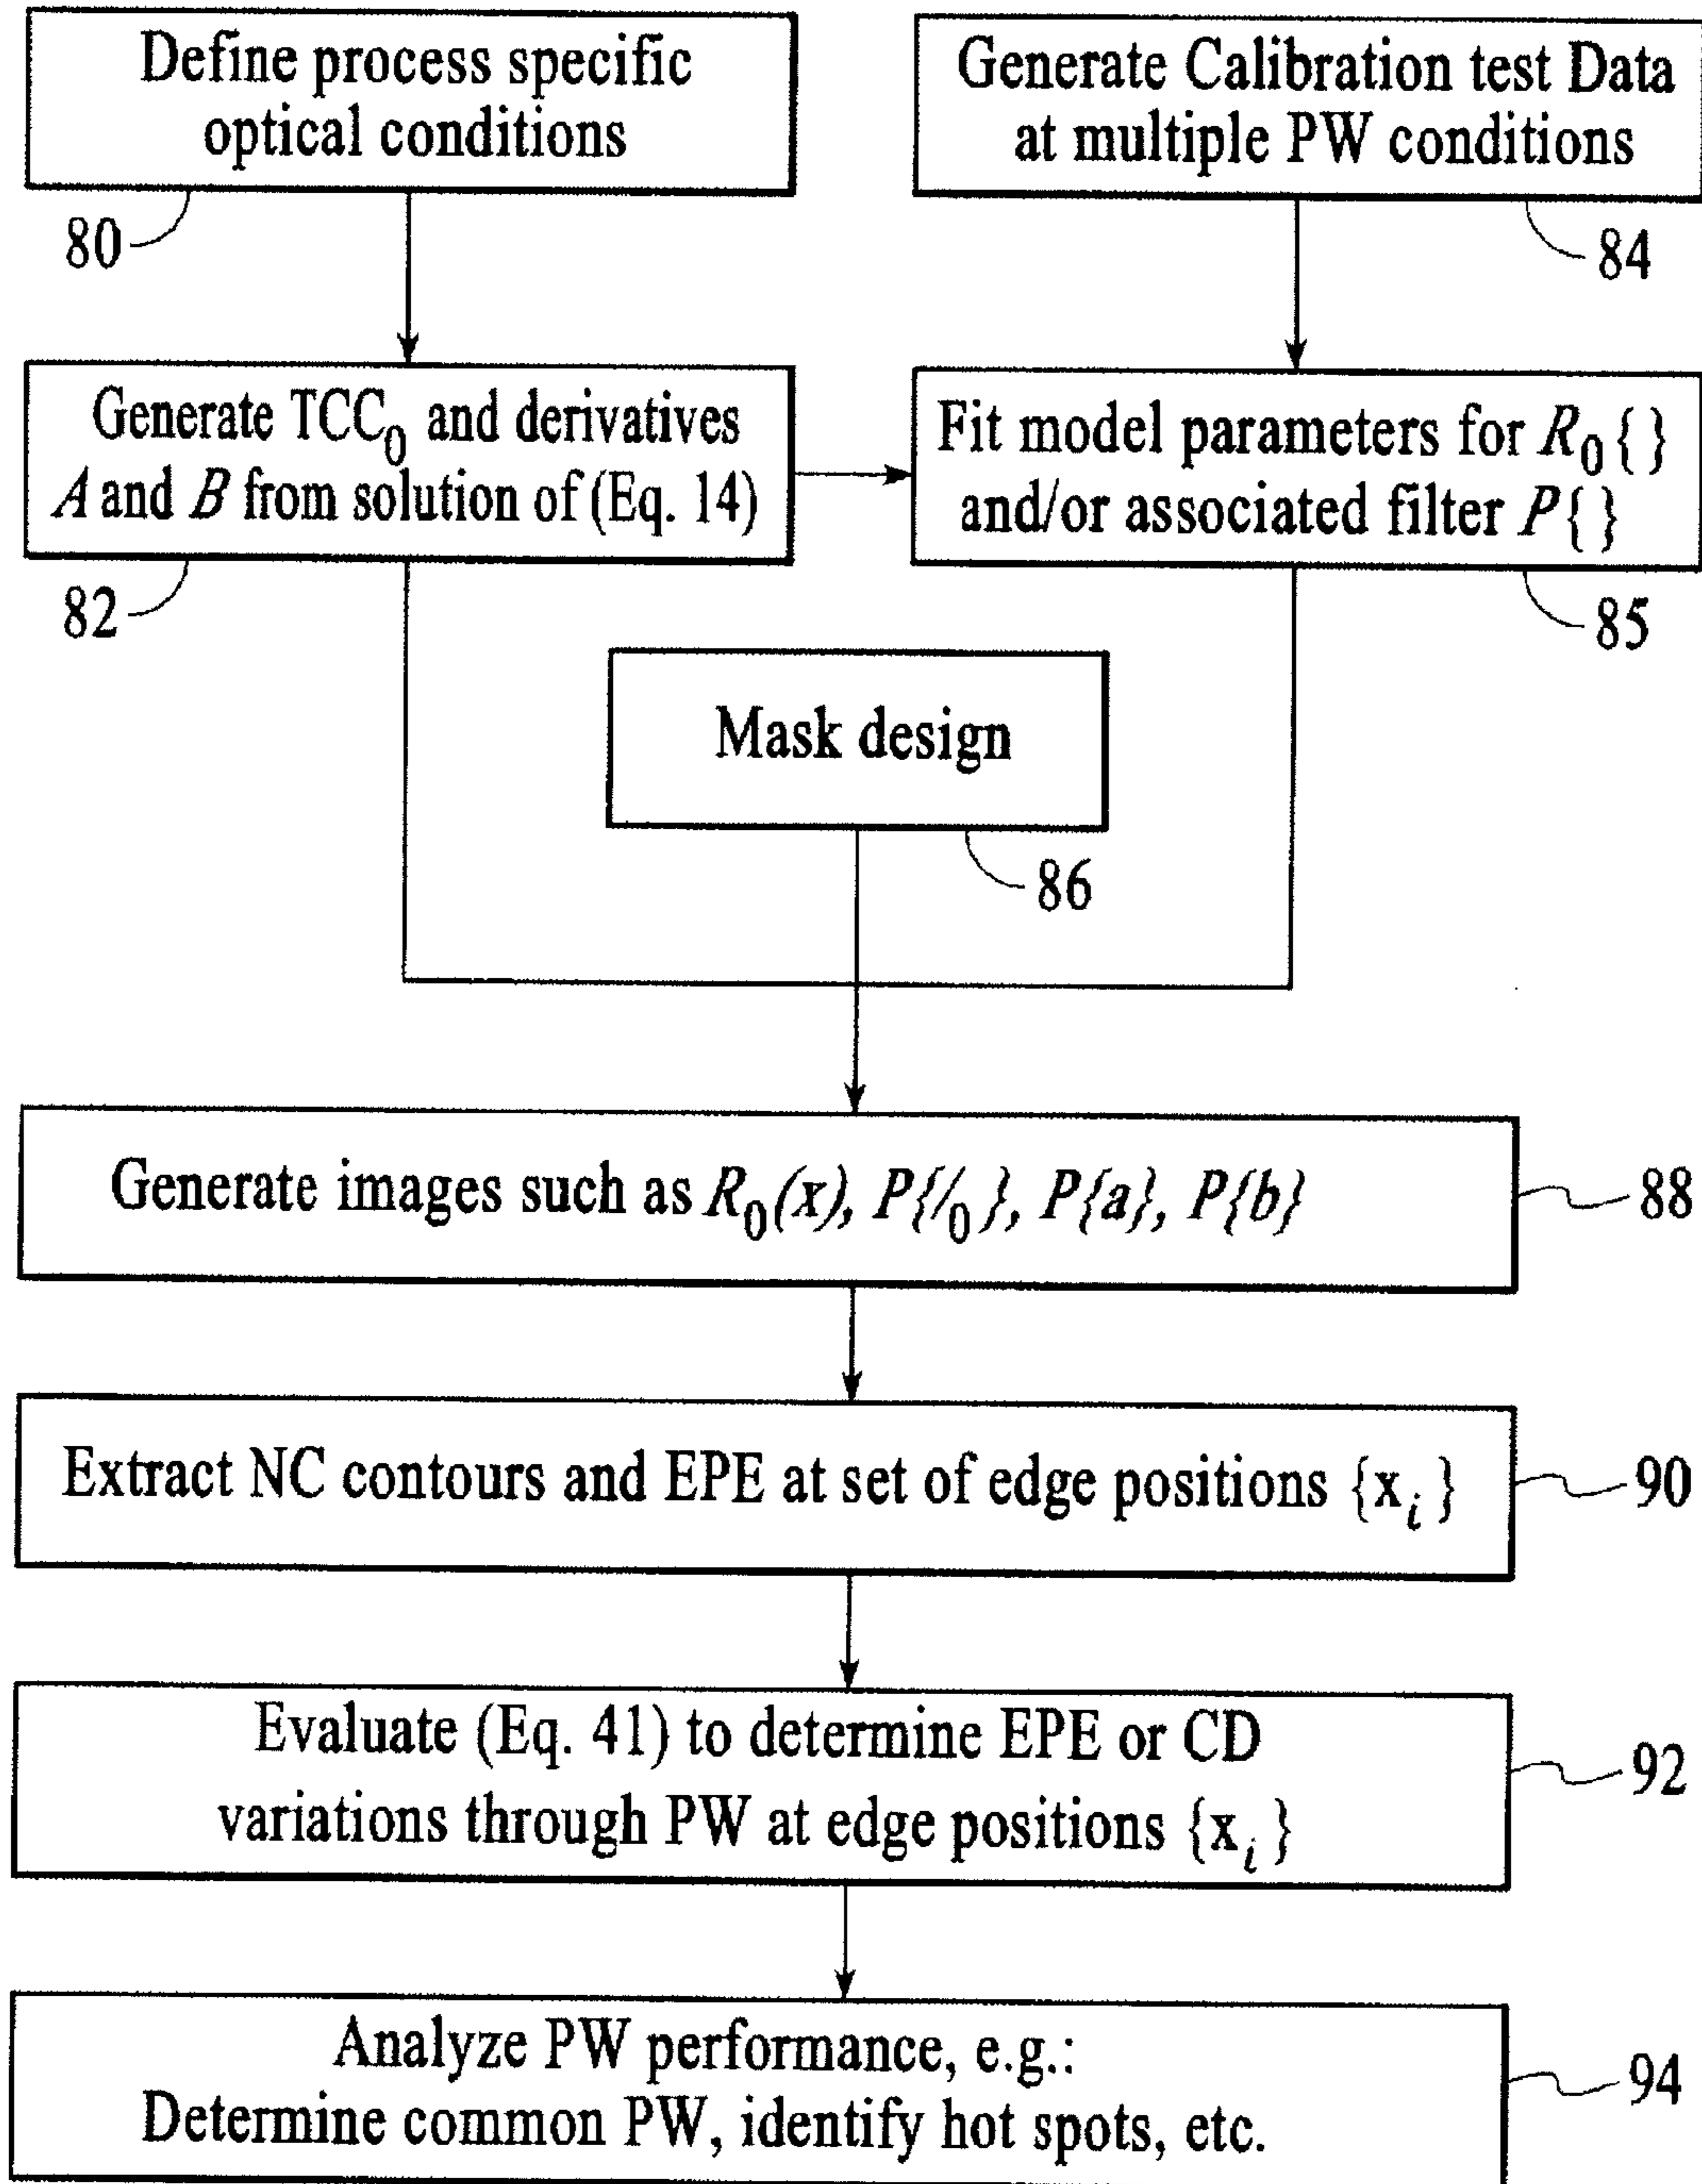 Define process specific
optical conditions
80
Generate Calibration test Data
at multiple PW conditions
84
Generate TCC0 and derivatives
A and B from solution of (Eq. 14)
82
Fit model parameters for R0{ }
and/or associated filter P{ }
85
Mask design
86
Generate images such as R0(x), P{/0}, P{a}, P{b}
88
Extract NC contours and EPE at set of edge positions {xi}
90
Evaluate (Eq. 41) to determine EPE or CD
variations through PW at edge positions {xi}
92
Analyze PW performance, e.g.:
Determine common PW, identify hot spots, etc.
94